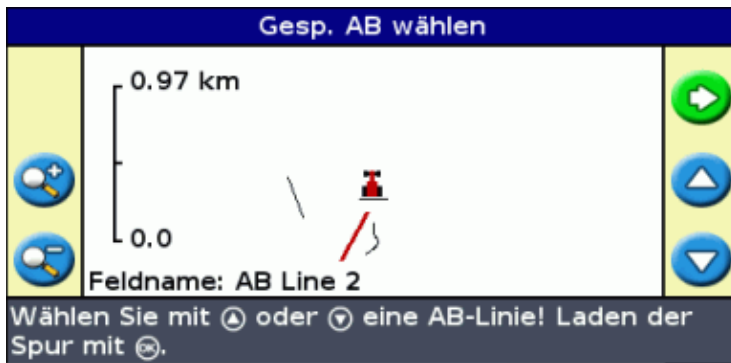 Gesp. AB wählen
0.97 km
0.0
Feldname: AB Line 2
Wählen Sie mit ▲ oder ▼ eine AB-Linie! Laden der
Spur mit OK.